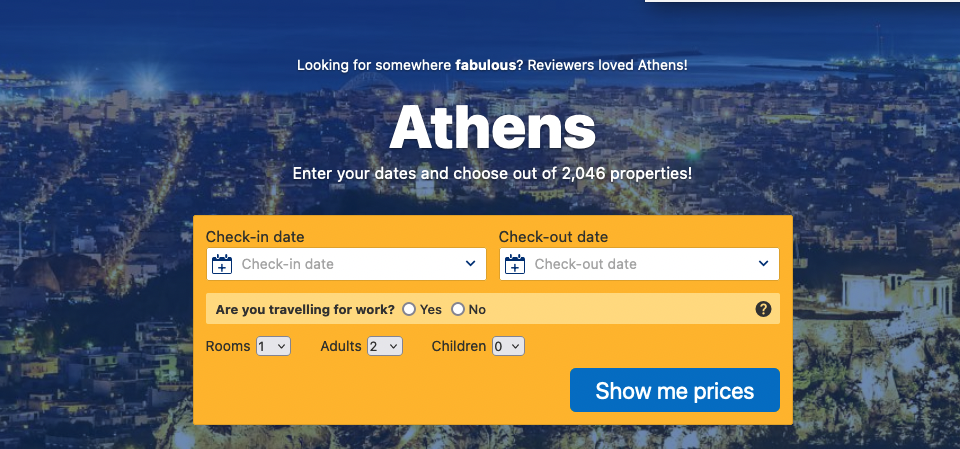 Looking for somewhere fabulous? Reviewers loved Athens!
Athens
Enter your dates and choose out of 2,046 properties!
Check-in date Check-out date
Check-in date Check-out date
Are you travelling for work? Yes No ?
Rooms 1 Adults 2 Children 0
Show me prices